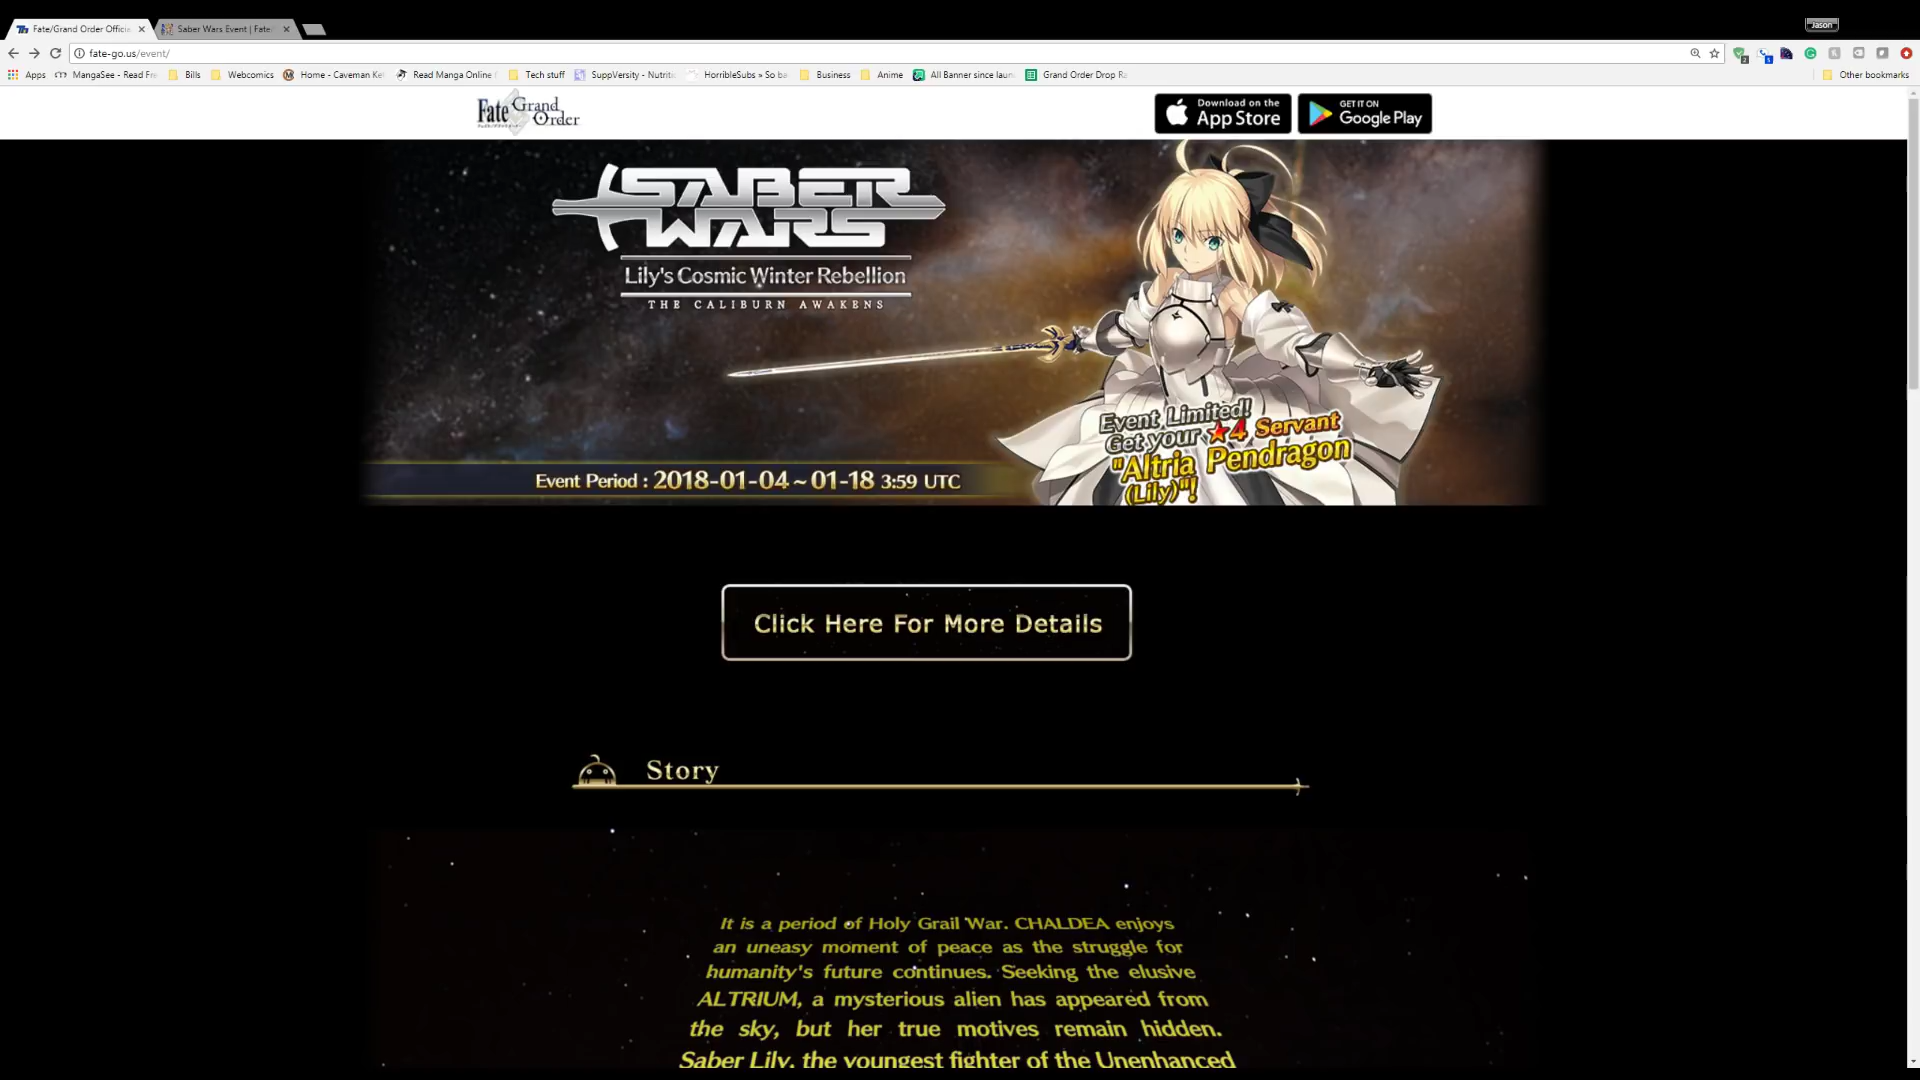 Jason
Fate/Grand Order Offici
Saber Wars Event | Fate/
fate-go.us/event/
Apps
MangaSee - Read Fre
Bills
Webcomics
Home - Caveman Ke
Read Manga Online
Tech stuff
SuppVersity - Nutriti
HorribleSubs » So ba
Business
Anime
All Banner since laun
Grand Order Drop Ra
Other bookmarks
Fate Grand Order
Download on the
App Store
GET IT ON
Google Play
SABER
WARS
Lily's Cosmic Winter Rebellion
THE CALIBURN AWAKENS
Event Limited!
Get your ★4 Servant
"Altria Pendragon
(Lily)"!
Event Period : 2018-01-04 ~ 01-18 3:59 UTC
Click Here For More Details
Story
It is a period of Holy Grail War. CHALDEA enjoys
an uneasy moment of peace as the struggle for
humanity's future continues. Seeking the elusive
ALTRIUM, a mysterious alien has appeared from
the sky, but her true motives remain hidden.
Saber Lily, the youngest fighter of the Unenhanced